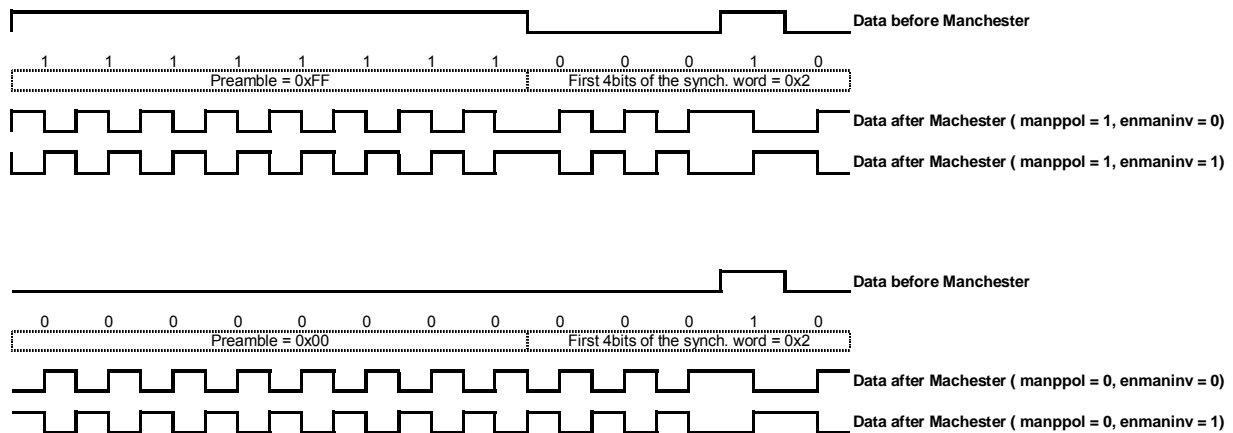 Data before Manchester
1 1 1 1 1 1 1 1 0 0 0 1 0
Preamble = 0xFF First 4bits of the synch. word = 0x2
Data after Machester ( manppol = 1, enmaninv = 0)
Data after Machester ( manppol = 1, enmaninv = 1)
Data before Manchester
0 0 0 0 0 0 0 0 0 0 0 1 0
Preamble = 0x00 First 4bits of the synch. word = 0x2
Data after Machester ( manppol = 0, enmaninv = 0)
Data after Machester ( manppol = 0, enmaninv = 1)